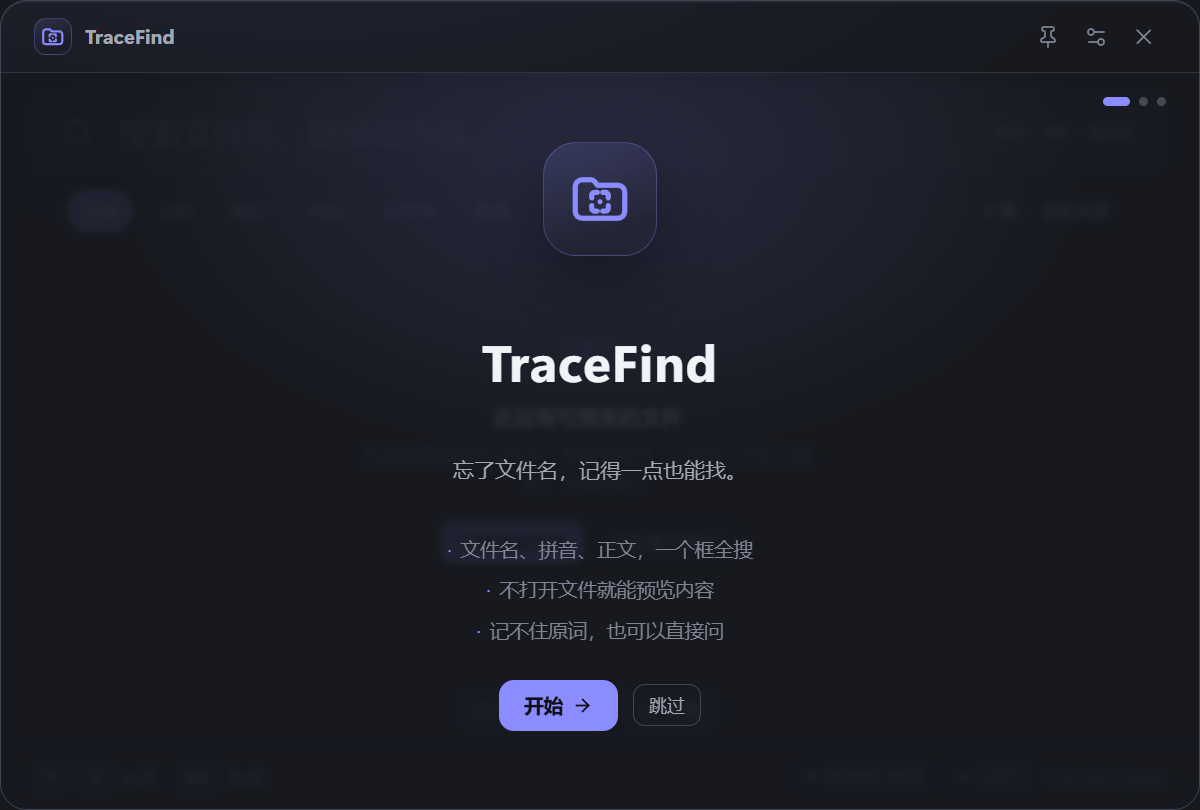 TraceFind
TraceFind
忘了文件名，记得一点也能找。
· 文件名、拼音、正文，一个框全搜
· 不打开文件就能预览内容
· 记不住原词，也可以直接问
开始 →
跳过